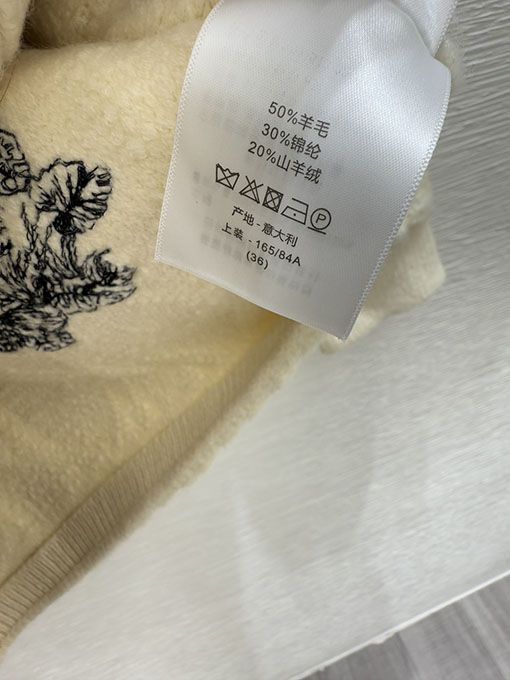 50%羊毛
30%锦纶
20%山羊绒
P
产地 - 意大利
上装 - 165/84A
(36)